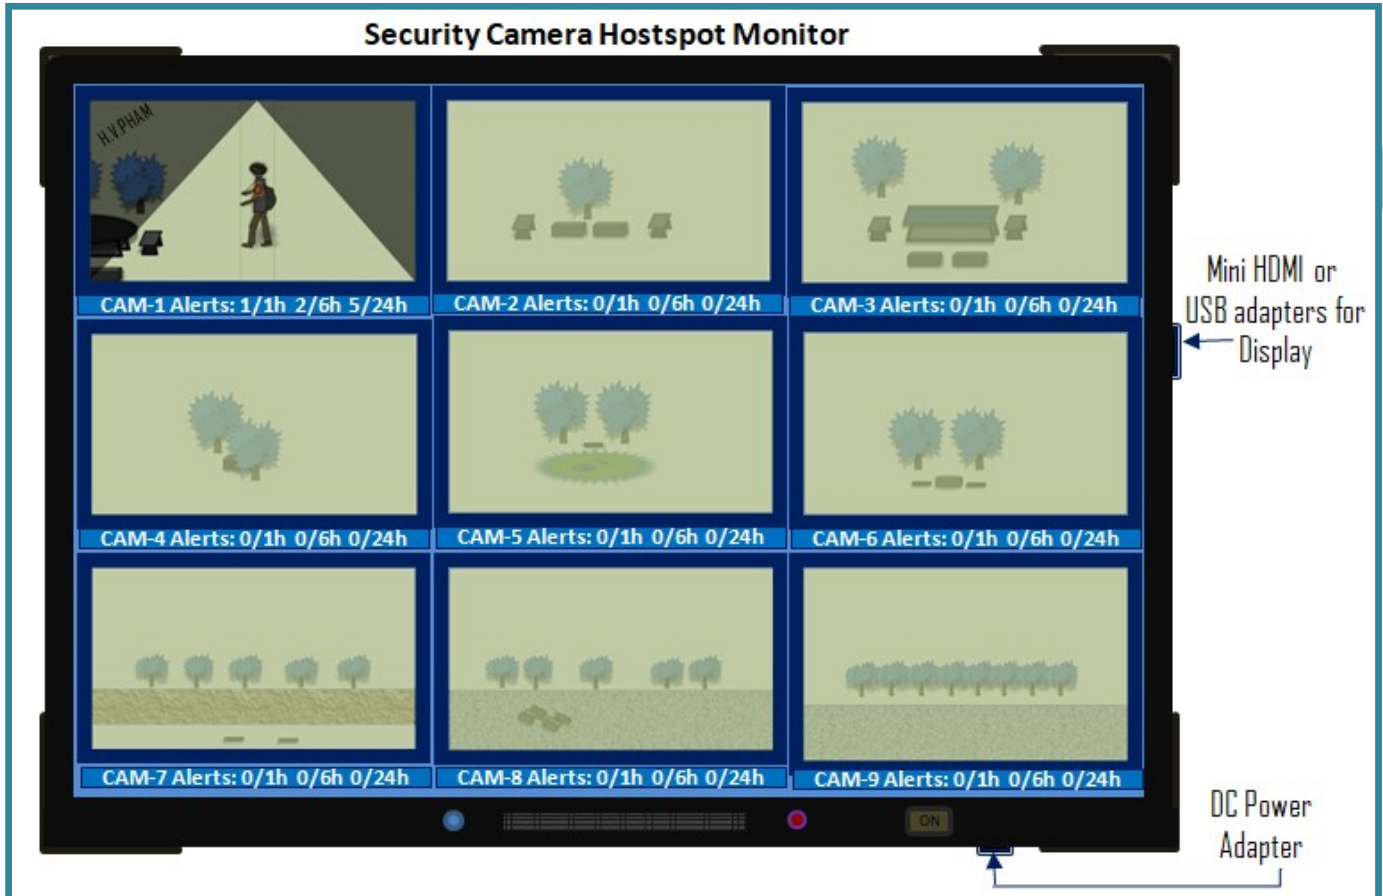 Security Camera Hostspot Monitor
H.V.PHAM
CAM-1 Alerts: 1/1h 2/6h 5/24h
CAM-2 Alerts: 0/1h 0/6h 0/24h
CAM-3 Alerts: 0/1h 0/6h 0/24h
Mini HDMI or
USB adapters for
Display
CAM-4 Alerts: 0/1h 0/6h 0/24h
CAM-5 Alerts: 0/1h 0/6h 0/24h
CAM-6 Alerts: 0/1h 0/6h 0/24h
CAM-7 Alerts: 0/1h 0/6h 0/24h
CAM-8 Alerts: 0/1h 0/6h 0/24h
CAM-9 Alerts: 0/1h 0/6h 0/24h
ON
DC Power
Adapter